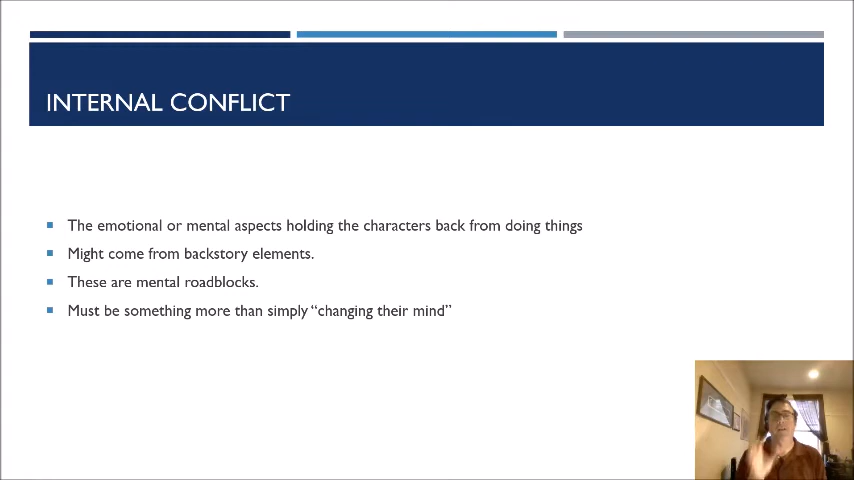 INTERNAL CONFLICT
The emotional or mental aspects holding the characters back from doing things
Might come from backstory elements.
These are mental roadblocks.
Must be something more than simply “changing their mind”